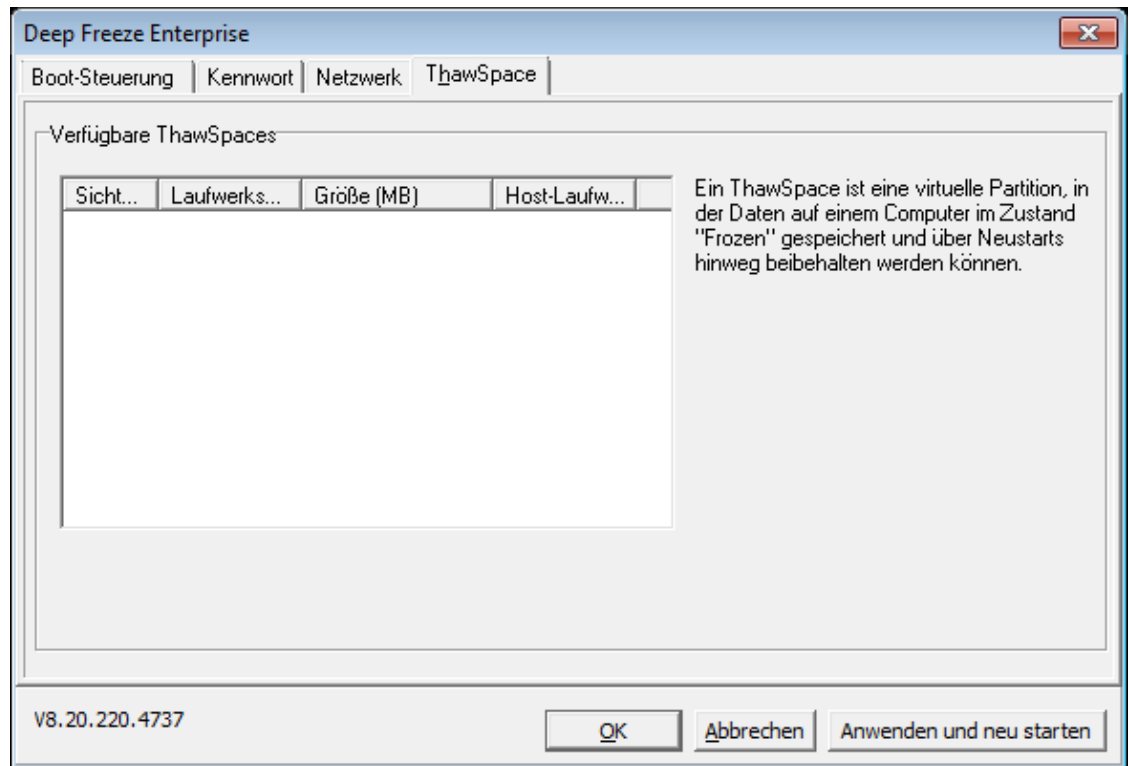 Deep Freeze Enterprise
Boot-Steuerung Kennwort Netzwerk ThawSpace
Verfügbare ThawSpaces
Sicht... Laufwerks... Größe (MB) Host-Laufw...
Ein ThawSpace ist eine virtuelle Partition, in
der Daten auf einem Computer im Zustand
"Frozen" gespeichert und über Neustarts
hinweg beibehalten werden können.
V8.20.220.4737
OK Abbrechen Anwenden und neu starten